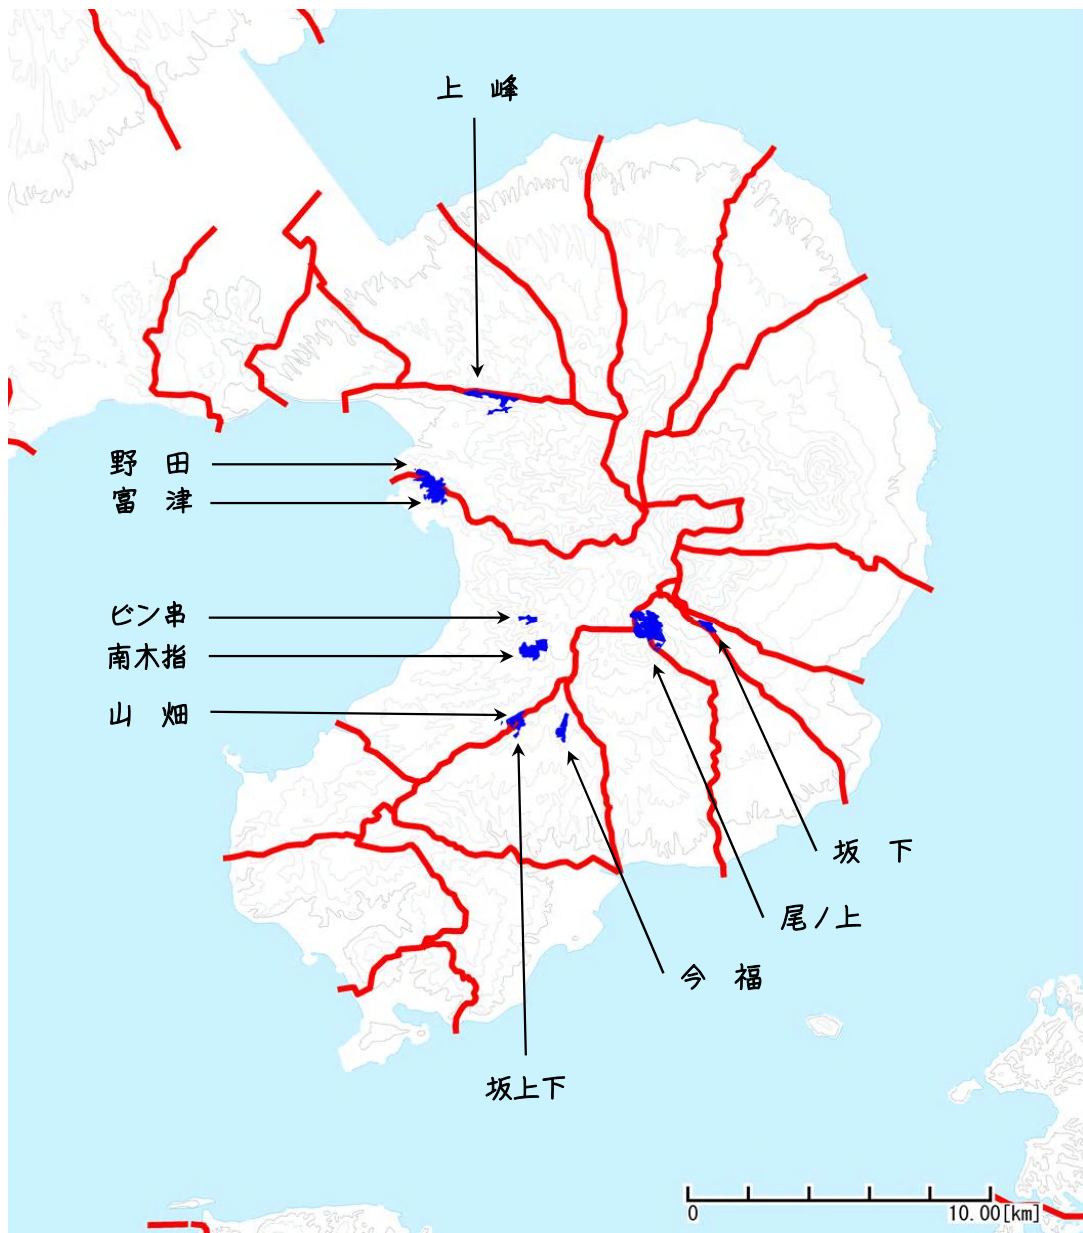 上 峰
野 田
富 津
ビン串
南木指
山 畑
坂 下
尾ノ上
今 福
坂上下
0 10.00[km]